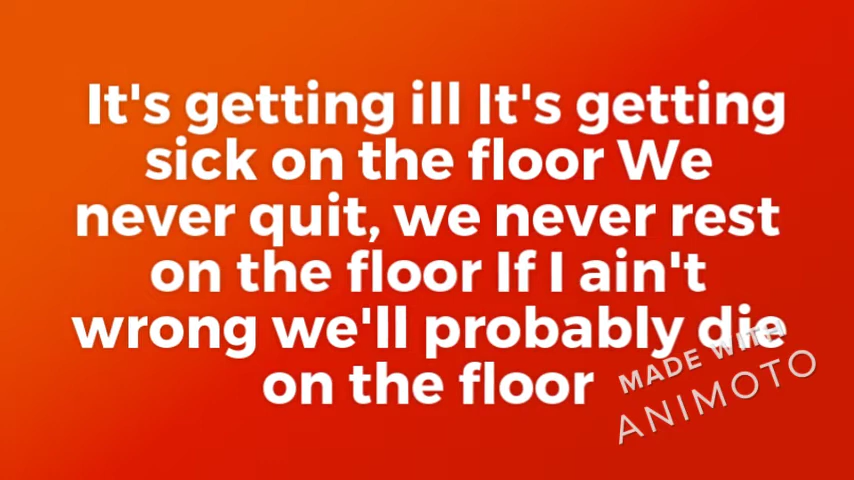 It's getting ill It's getting
sick on the floor We
never quit, we never rest
on the floor If I ain't
wrong we'll probably die
on the floor
MADE WITH
ANIMOTO